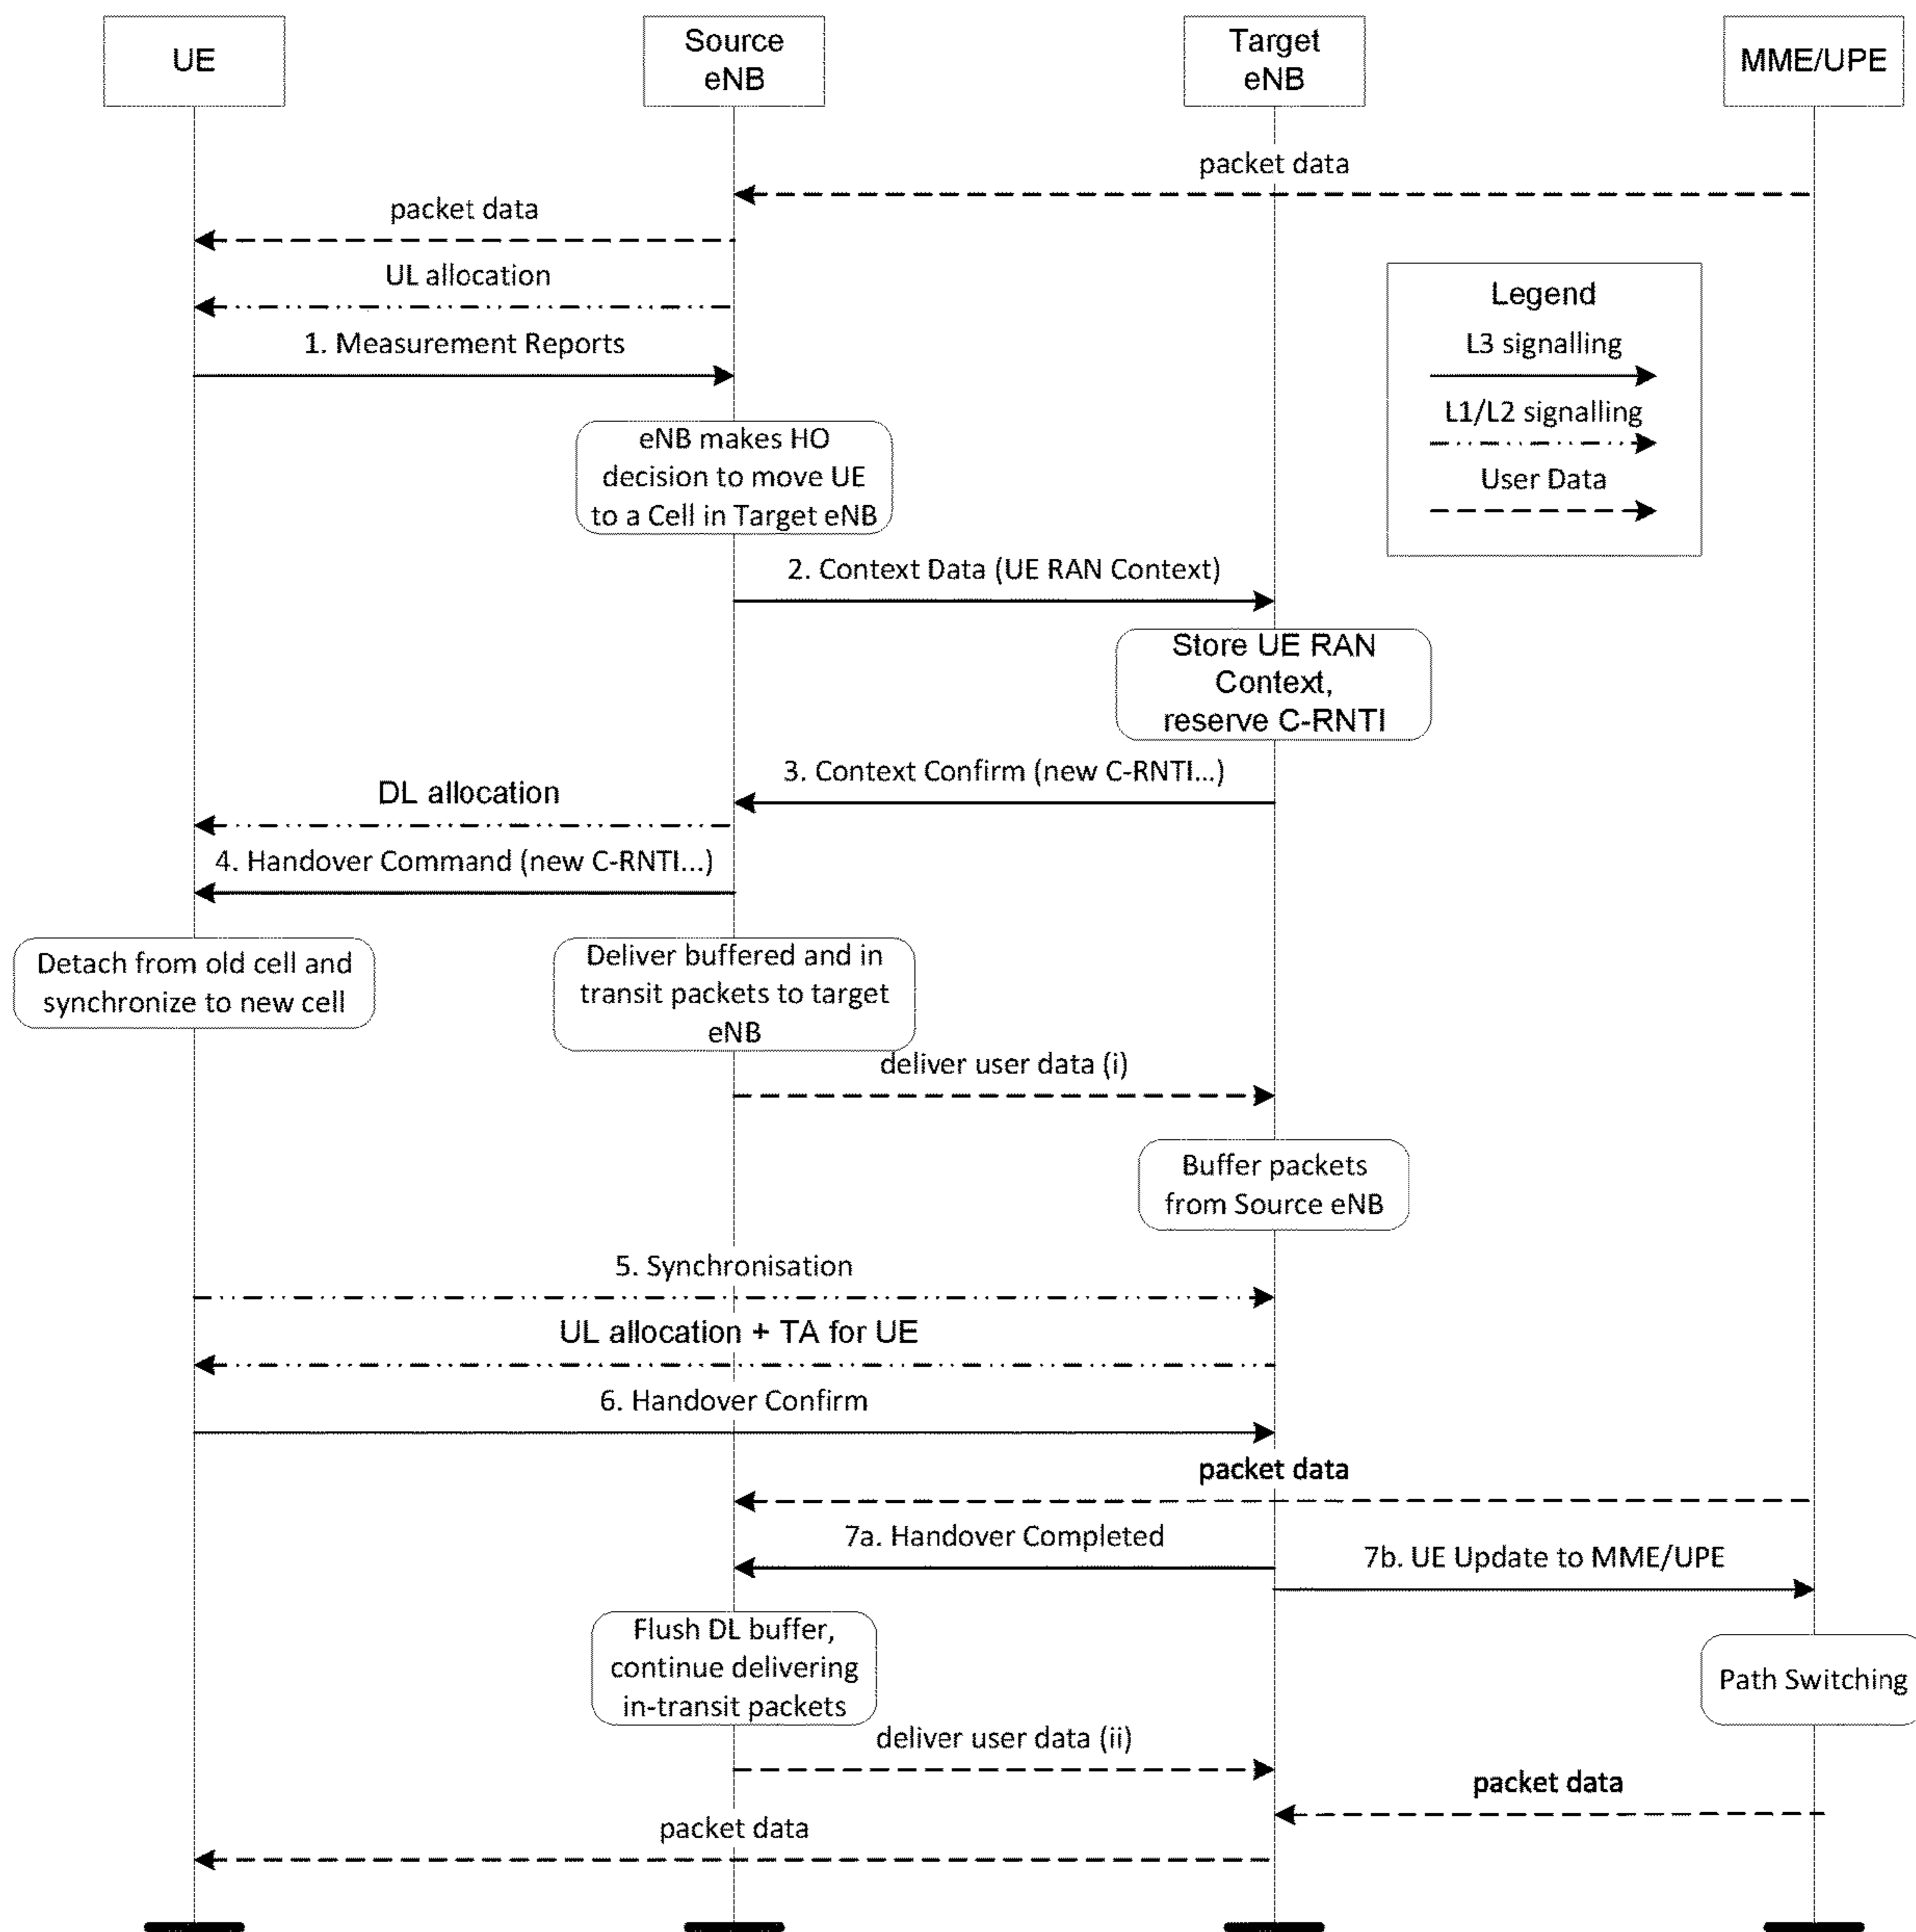 UE
Source
eNB
Target
eNB
MME/UPE
packet data
packet data
UL allocation
Legend
L3 signalling
L1/L2 signalling
User Data
1. Measurement Reports
eNB makes HO
decision to move UE
to a Cell in Target eNB
2. Context Data (UE RAN Context)
Store UE RAN
Context,
reserve C-RNTI
3. Context Confirm (new C-RNTI...)
DL allocation
4. Handover Command (new C-RNTI...)
Detach from old cell and
synchronize to new cell
Deliver buffered and in
transit packets to target
eNB
deliver user data (i)
Buffer packets
from Source eNB
5. Synchronisation
UL allocation + TA for UE
6. Handover Confirm
packet data
7a. Handover Completed
7b. UE Update to MME/UPE
Flush DL buffer,
continue delivering
in-transit packets
Path Switching
deliver user data (ii)
packet data
packet data